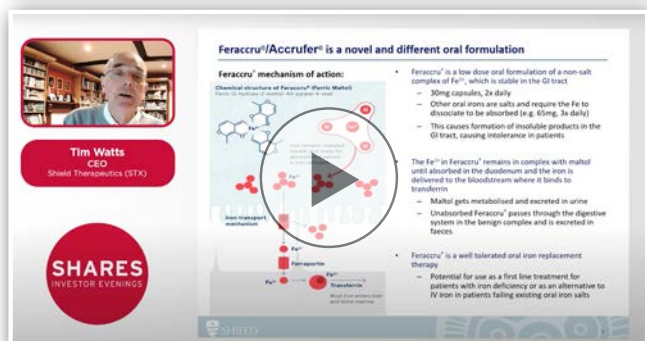 Feraccru®/Accrufer® is a novel and different oral formulation
Feraccru® mechanism of action:
Chemical structure of Feraccru® (Ferric Maltol)
Fe³⁺
Iron transport
mechanism
Fe²⁺
Ferroportin
Fe²⁺
Fe³⁺
Transferrin
• Feraccru® is a low dose oral formulation of a non-salt
complex of Fe³⁺, which is stable in the GI tract
– 30mg capsules, 2x daily
– Other oral irons are salts and require the Fe to
dissociate to be absorbed (e.g. 65mg, 3x daily)
– This causes formation of insoluble products in the
GI tract, causing intolerance in patients
• The Fe³⁺ in Feraccru® remains in complex with maltol
until absorbed in the duodenum and the iron is
delivered to the bloodstream where it binds to
transferrin
– Maltol gets metabolised and excreted in urine
– Unabsorbed Feraccru® passes through the digestive
system in the benign complex and is excreted in
faeces
• Feraccru® is a well tolerated oral iron replacement
therapy
– Potential for use as a first line treatment for
patients with iron deficiency or as an alternative to
IV iron in patients failing existing oral iron salts
Tim Watts
CEO
Shield Therapeutics (STX)
SHARES
INVESTOR EVENINGS
SHIELD